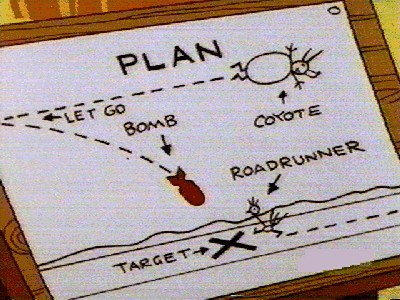 PLAN
LET GO
BOMB
COYOTE
ROADRUNNER
TARGET